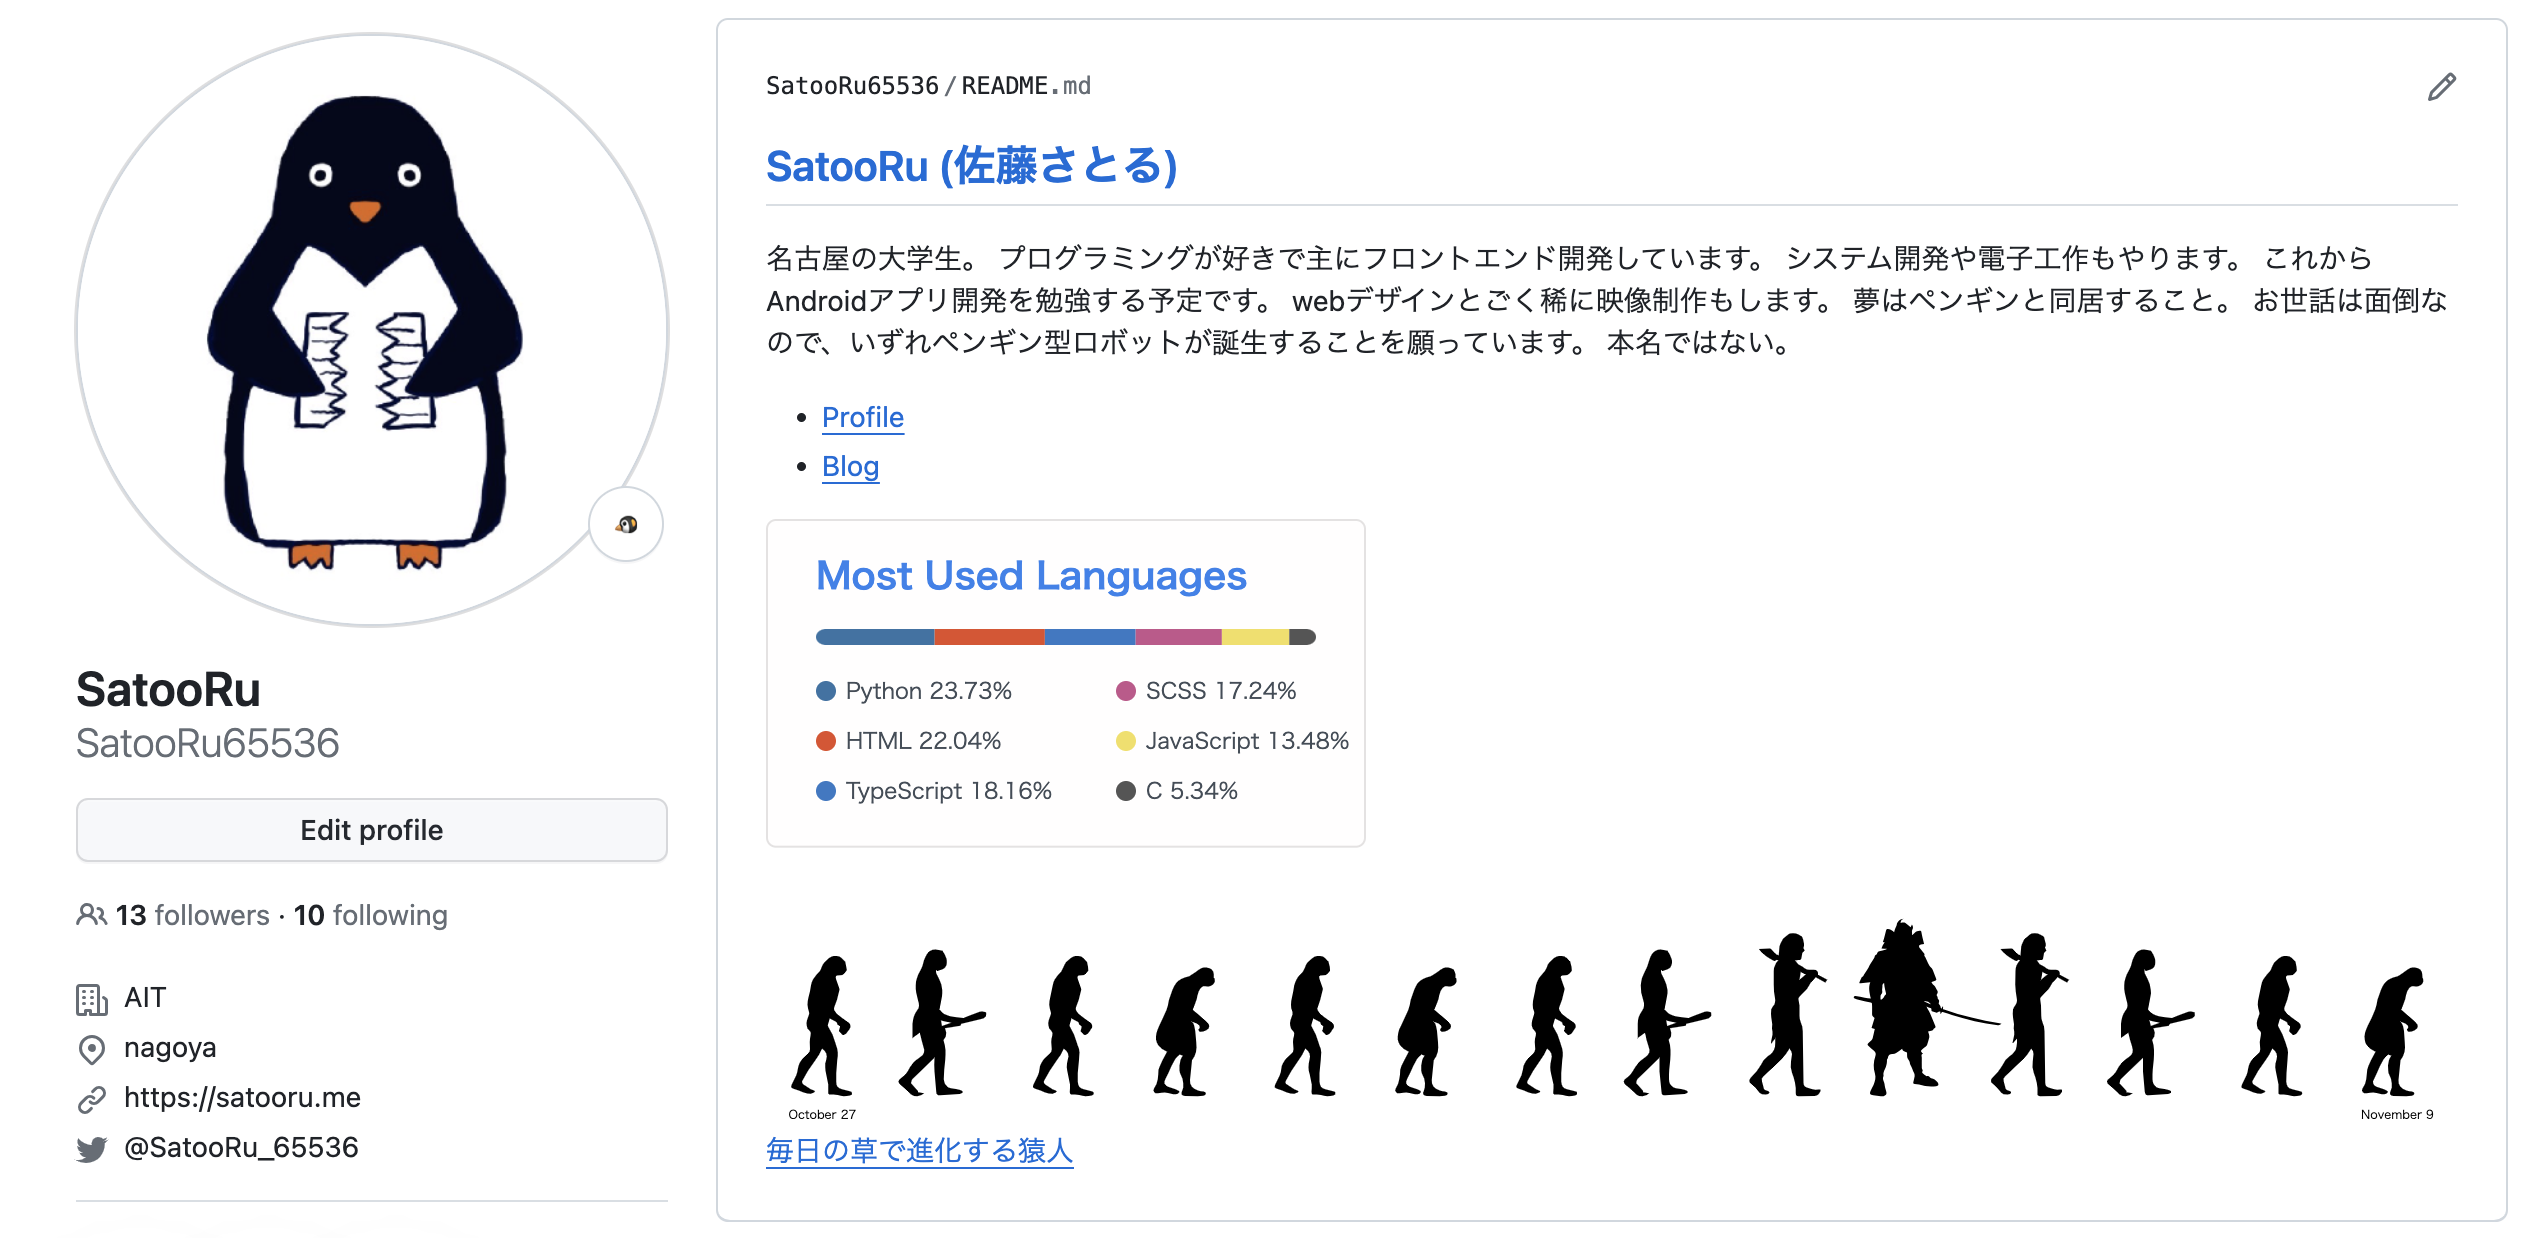 SatooRu
SatooRu65536
Edit profile
13 followers · 10 following
AIT
nagoya
https://satooru.me
@SatooRu_65536
SatooRu65536/README.md
SatooRu (佐藤さとる)
名古屋の大学生。 プログラミングが好きで主にフロントエンド開発しています。 システム開発や電子工作もやります。 これから
Androidアプリ開発を勉強する予定です。 webデザインとごく稀に映像制作もします。 夢はペンギンと同居すること。 お世話は面倒な
ので、いずれペンギン型ロボットが誕生することを願っています。 本名ではない。
Profile
Blog
Most Used Languages
Python 23.73%
HTML 22.04%
TypeScript 18.16%
SCSS 17.24%
JavaScript 13.48%
C 5.34%
October 27
November 9
毎日の草で進化する猿人